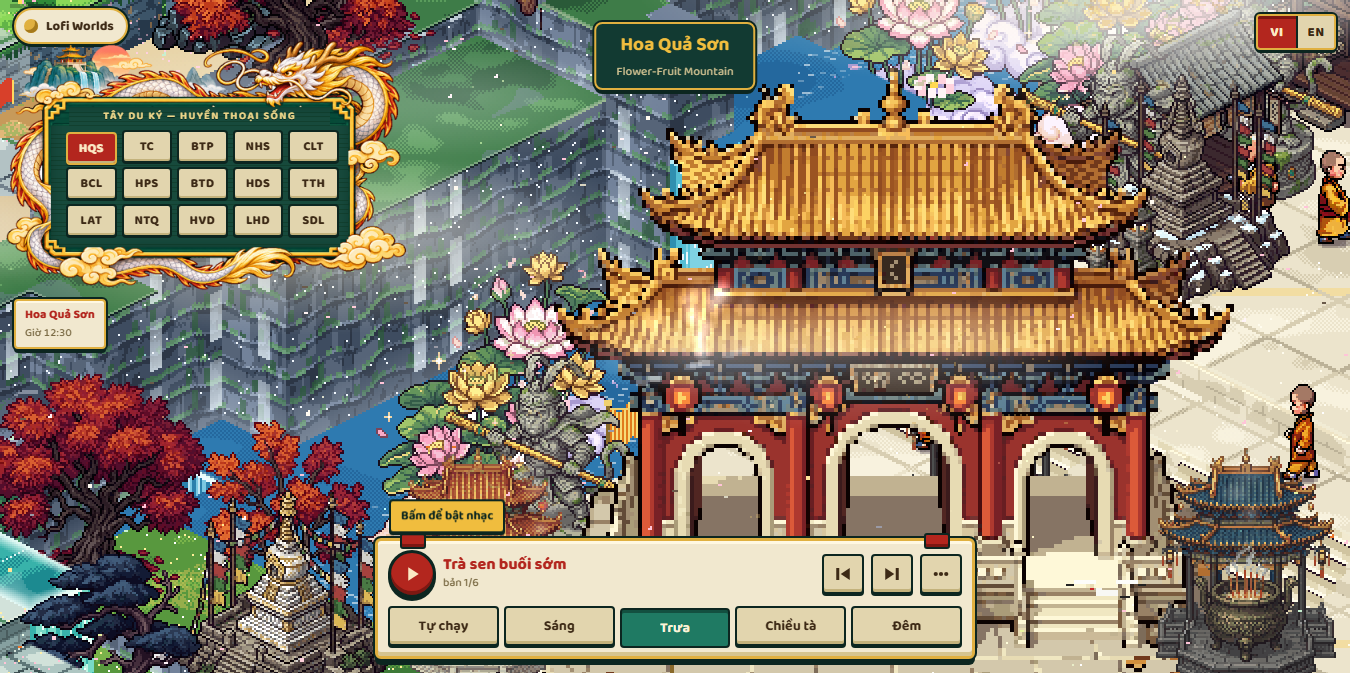 Lofi Worlds
Hoa Quả Sơn
Flower-Fruit Mountain
VI EN
TÂY DU KÝ — HUYỀN THOẠI SỐNG
HQS TC BTP NHS CLT
BCL HPS BTD HDS TTH
LAT NTQ HVD LHD SDL
Hoa Quả Sơn
Giờ 12:30
Bấm để bật nhạc
Trà sen buổi sớm
bản 1/6
Tự chạy Sáng Trưa Chiều tà Đêm